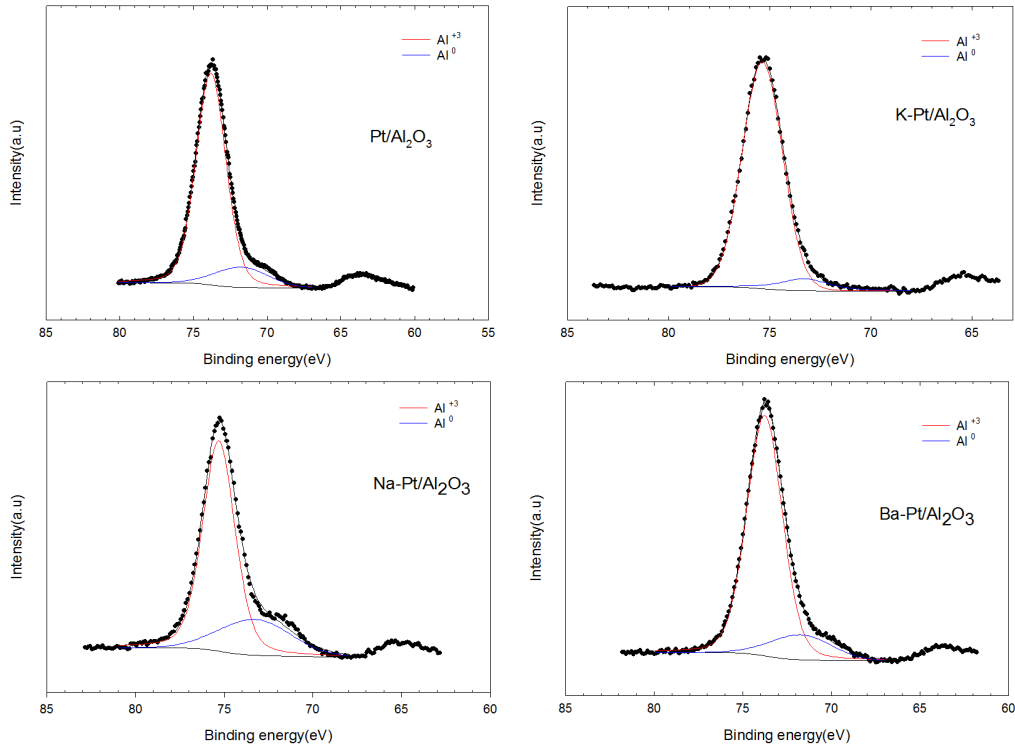 Al +3
Al 0
Pt/Al2O3
Intensity(a.u)
85 80 75 70 65 60 55
Binding energy(eV)
Al +3
Al 0
K-Pt/Al2O3
Intensity(a.u)
85 80 75 70 65
Binding energy(eV)
Al +3
Al 0
Na-Pt/Al2O3
Intensity(a.u)
85 80 75 70 65 60
Binding energy(eV)
Al +3
Al 0
Ba-Pt/Al2O3
Intensity(a.u)
85 80 75 70 65 60
Binding energy(eV)